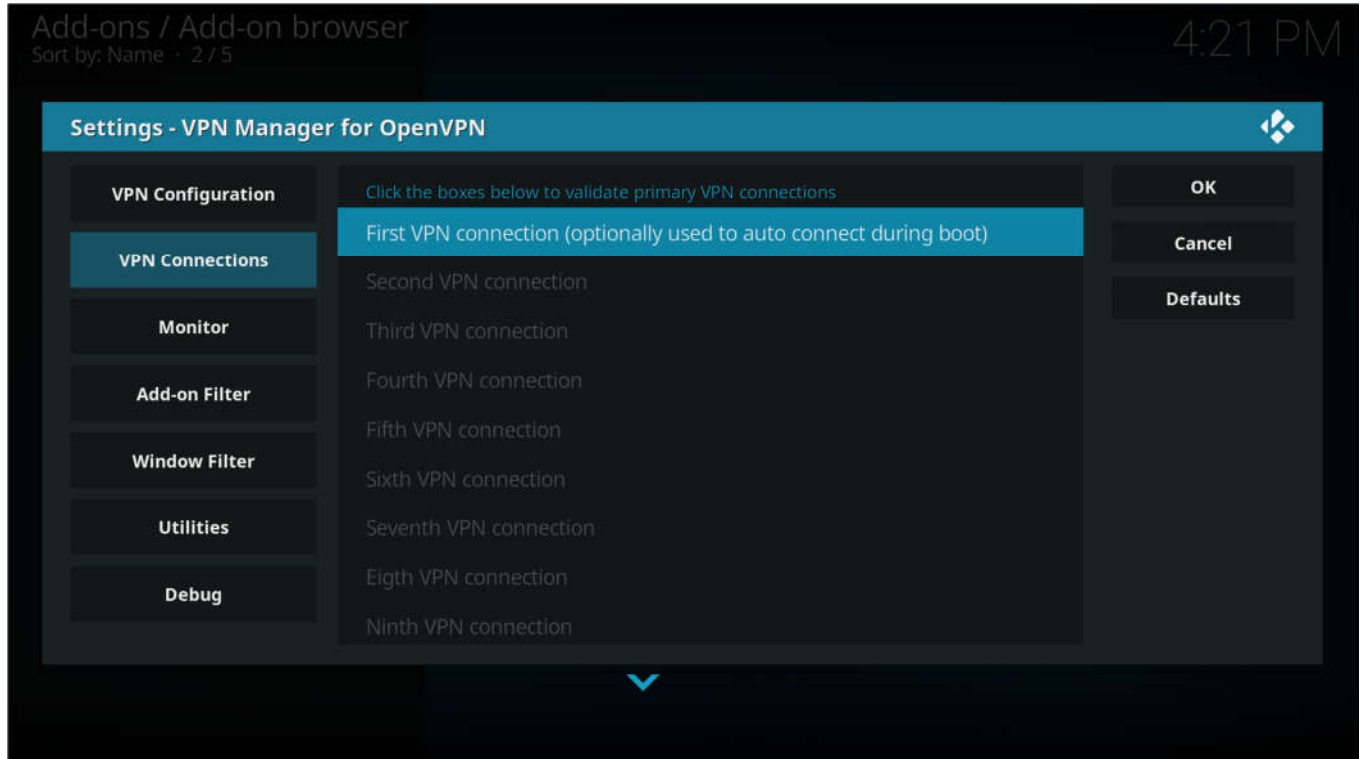 Add-ons / Add-on browser
Sort by: Name · 2 / 5
4:21 PM
Settings - VPN Manager for OpenVPN
VPN Configuration
VPN Connections
Monitor
Add-on Filter
Window Filter
Utilities
Debug
Click the boxes below to validate primary VPN connections
First VPN connection (optionally used to auto connect during boot)
Second VPN connection
Third VPN connection
Fourth VPN connection
Fifth VPN connection
Sixth VPN connection
Seventh VPN connection
Eigth VPN connection
Ninth VPN connection
OK
Cancel
Defaults